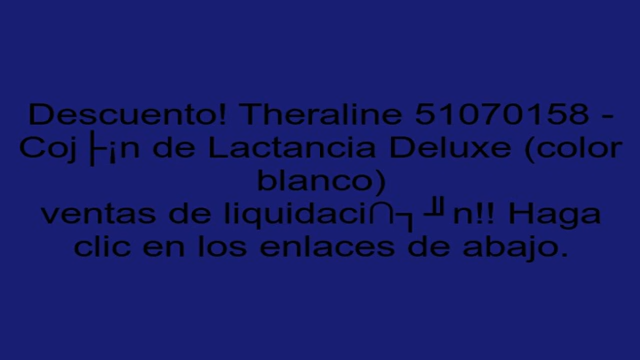 Descuento! Theraline 51070158 -
Coj├¡n de Lactancia Deluxe (color
blanco)
ventas de liquidaci∩┐╜n!! Haga
clic en los enlaces de abajo.